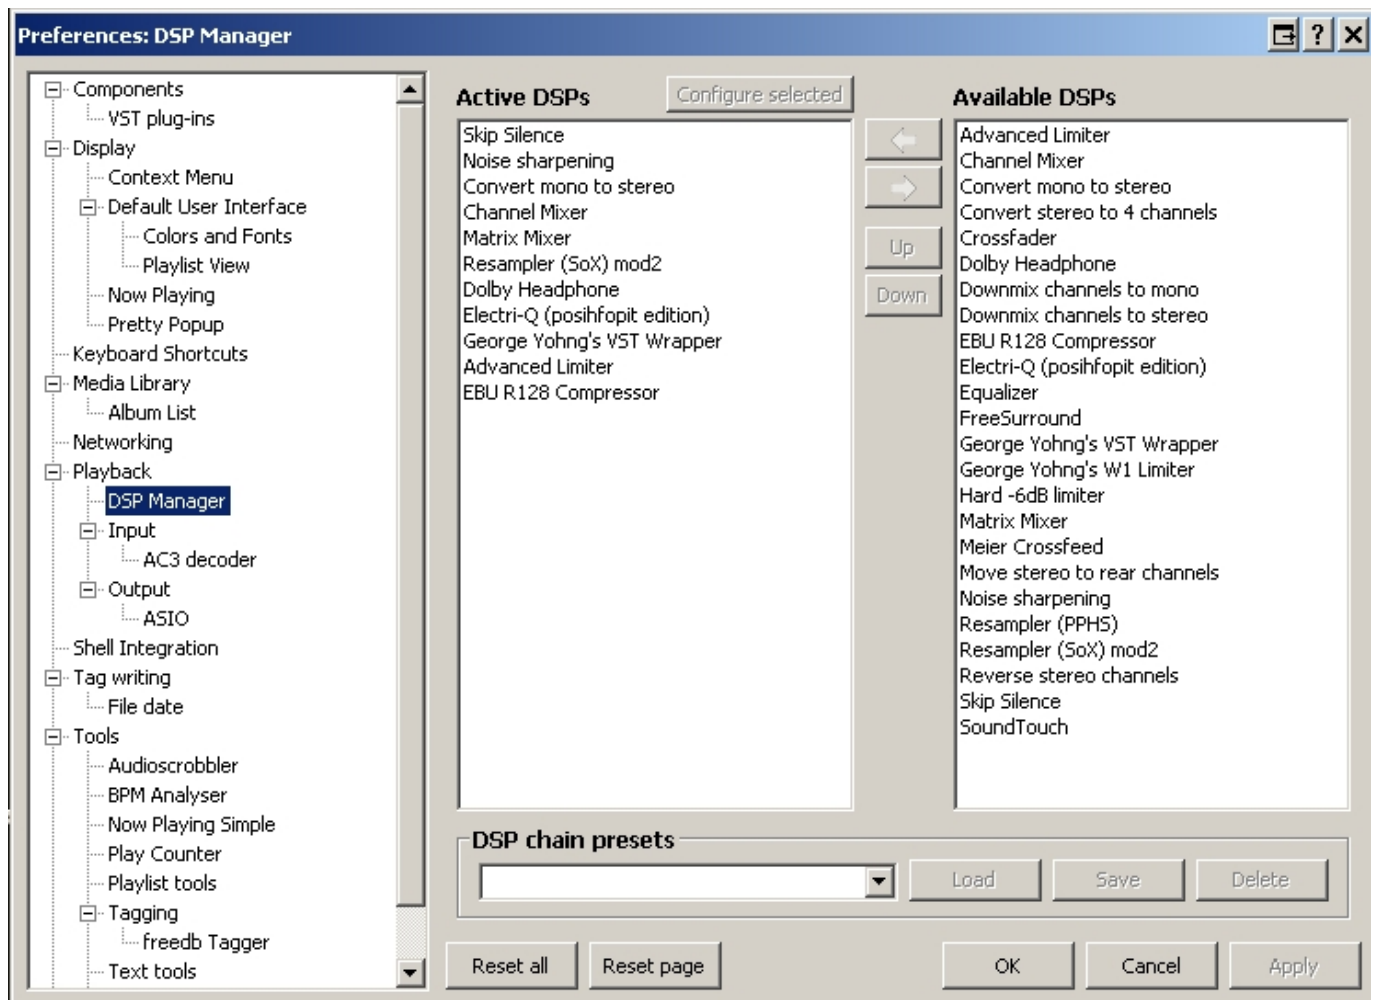 Preferences: DSP Manager
Components
VST plug-ins
Display
Context Menu
Default User Interface
Colors and Fonts
Playlist View
Now Playing
Pretty Popup
Keyboard Shortcuts
Media Library
Album List
Networking
Playback
DSP Manager
Input
AC3 decoder
Output
ASIO
Shell Integration
Tag writing
File date
Tools
Audioscrobbler
BPM Analyser
Now Playing Simple
Play Counter
Playlist tools
Tagging
freedb Tagger
Text tools
Active DSPs
Configure selected
Skip Silence
Noise sharpening
Convert mono to stereo
Channel Mixer
Matrix Mixer
Resampler (SoX) mod2
Dolby Headphone
Electri-Q (posihfopit edition)
George Yohng's VST Wrapper
Advanced Limiter
EBU R128 Compressor
Up
Down
Available DSPs
Advanced Limiter
Channel Mixer
Convert mono to stereo
Convert stereo to 4 channels
Crossfader
Dolby Headphone
Downmix channels to mono
Downmix channels to stereo
EBU R128 Compressor
Electri-Q (posihfopit edition)
Equalizer
FreeSurround
George Yohng's VST Wrapper
George Yohng's W1 Limiter
Hard -6dB limiter
Matrix Mixer
Meier Crossfeed
Move stereo to rear channels
Noise sharpening
Resampler (PPHS)
Resampler (SoX) mod2
Reverse stereo channels
Skip Silence
SoundTouch
DSP chain presets
Load
Save
Delete
Reset all
Reset page
OK
Cancel
Apply